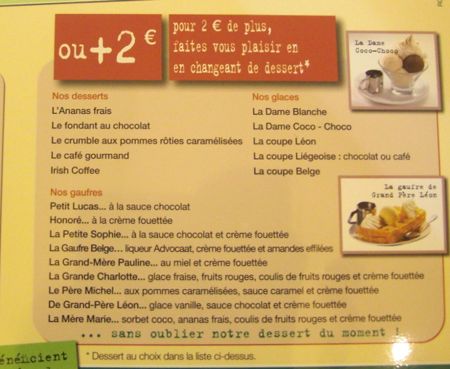 ou +2 €
pour 2 € de plus,
faites vous plaisir en
en changeant de dessert*
La Dame
Coco-Choco
Nos desserts
L'Ananas frais
Le fondant au chocolat
Le crumble aux pommes rôties caramélisées
Le café gourmand
Irish Coffee
Nos glaces
La Dame Blanche
La Dame Coco - Choco
La coupe Léon
La coupe Liégeoise : chocolat ou café
La coupe Belge
La gaufre de
Grand Père Léon
Nos gaufres
Petit Lucas... à la sauce chocolat
Honoré... à la crème fouettée
La Petite Sophie... à la sauce chocolat et crème fouettée
La Gaufre Belge... liqueur Advocaat, crème fouettée et amandes effilées
La Grand-Mère Pauline... au miel et crème fouettée
La Grande Charlotte... glace fraise, fruits rouges, coulis de fruits rouges et crème fouettée
Le Père Michel... aux pommes caramélisées, sauce caramel et crème fouettée
De Grand-Père Léon... glace vanille, sauce chocolat et crème fouettée
La Mère Marie... sorbet coco, ananas frais, coulis de fruits rouges et crème fouettée
... sans oublier notre dessert du moment !
énéficient
* Dessert au choix dans la liste ci-dessus.